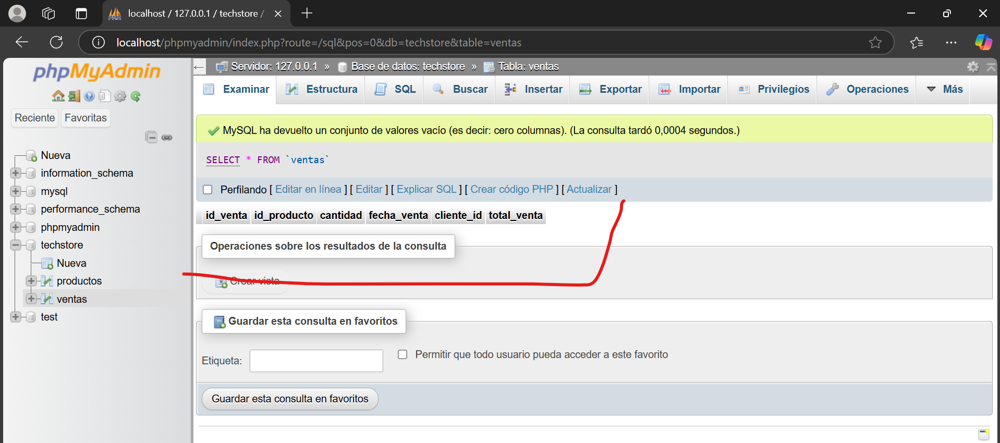 localhost / 127.0.0.1 / techstore /
localhost/phpmyadmin/index.php?route=/sql&pos=0&db=techstore&table=ventas
phpMyAdmin
Reciente Favoritas
Nueva
information_schema
mysql
performance_schema
phpmyadmin
techstore
Nueva
productos
ventas
test
Servidor: 127.0.0.1 » Base de datos: techstore » Tabla: ventas
Examinar Estructura SQL Buscar Insertar Exportar Importar Privilegios Operaciones Más
MySQL ha devuelto un conjunto de valores vacío (es decir: cero columnas). (La consulta tardó 0,0004 segundos.)
SELECT * FROM `ventas`
Perfilando [ Editar en línea ] [ Editar ] [ Explicar SQL ] [ Crear código PHP ] [ Actualizar ]
id_venta id_producto cantidad fecha_venta cliente_id total_venta
Operaciones sobre los resultados de la consulta
Crear vista
Guardar esta consulta en favoritos
Etiqueta: Permitir que todo usuario pueda acceder a este favorito
Guardar esta consulta en favoritos